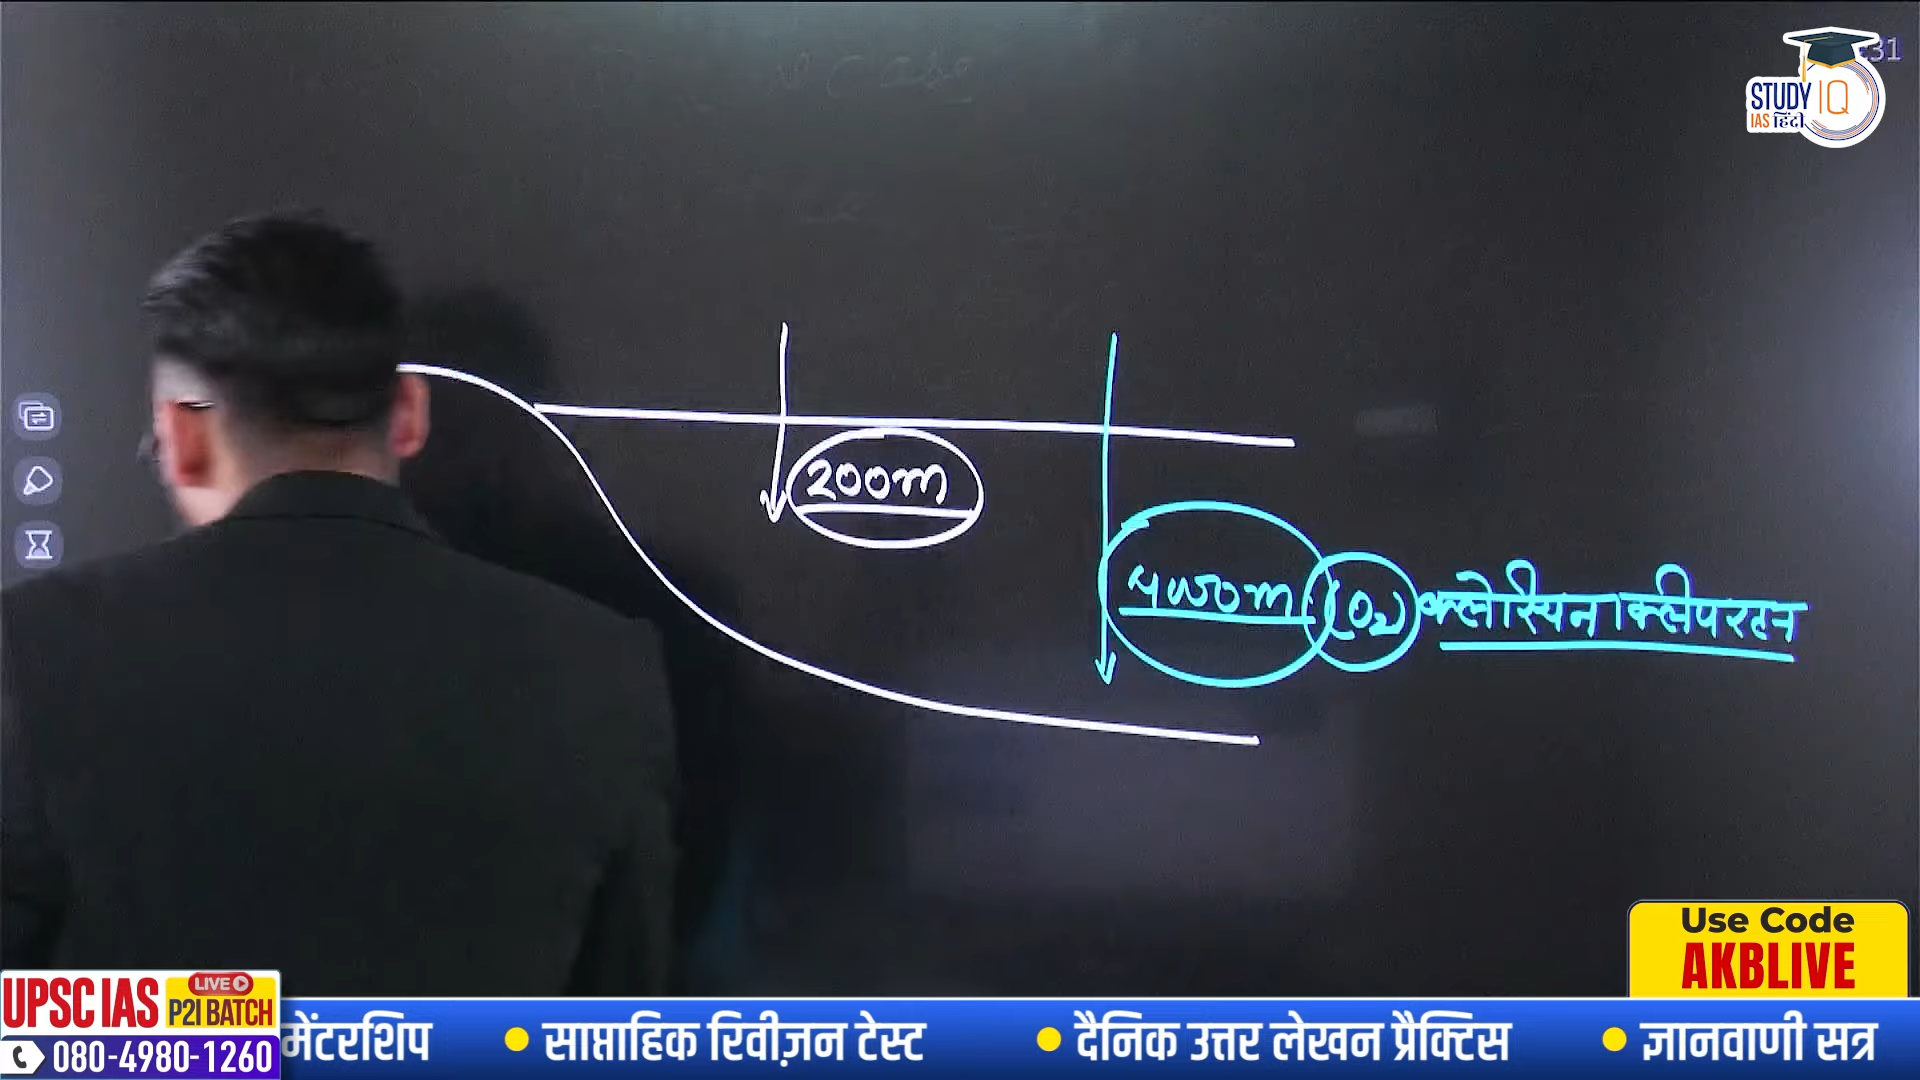 STUDY IQ
IAS हिंदी
31
200m
(O₂) क्लेरियन क्लीपरटन
Use Code
AKBLIVE
UPSC IAS LIVE P2I BATCH
080-4980-1260
मेंटरशिप • साप्ताहिक रिवीज़न टेस्ट • दैनिक उत्तर लेखन प्रैक्टिस • ज्ञानवाणी सत्र